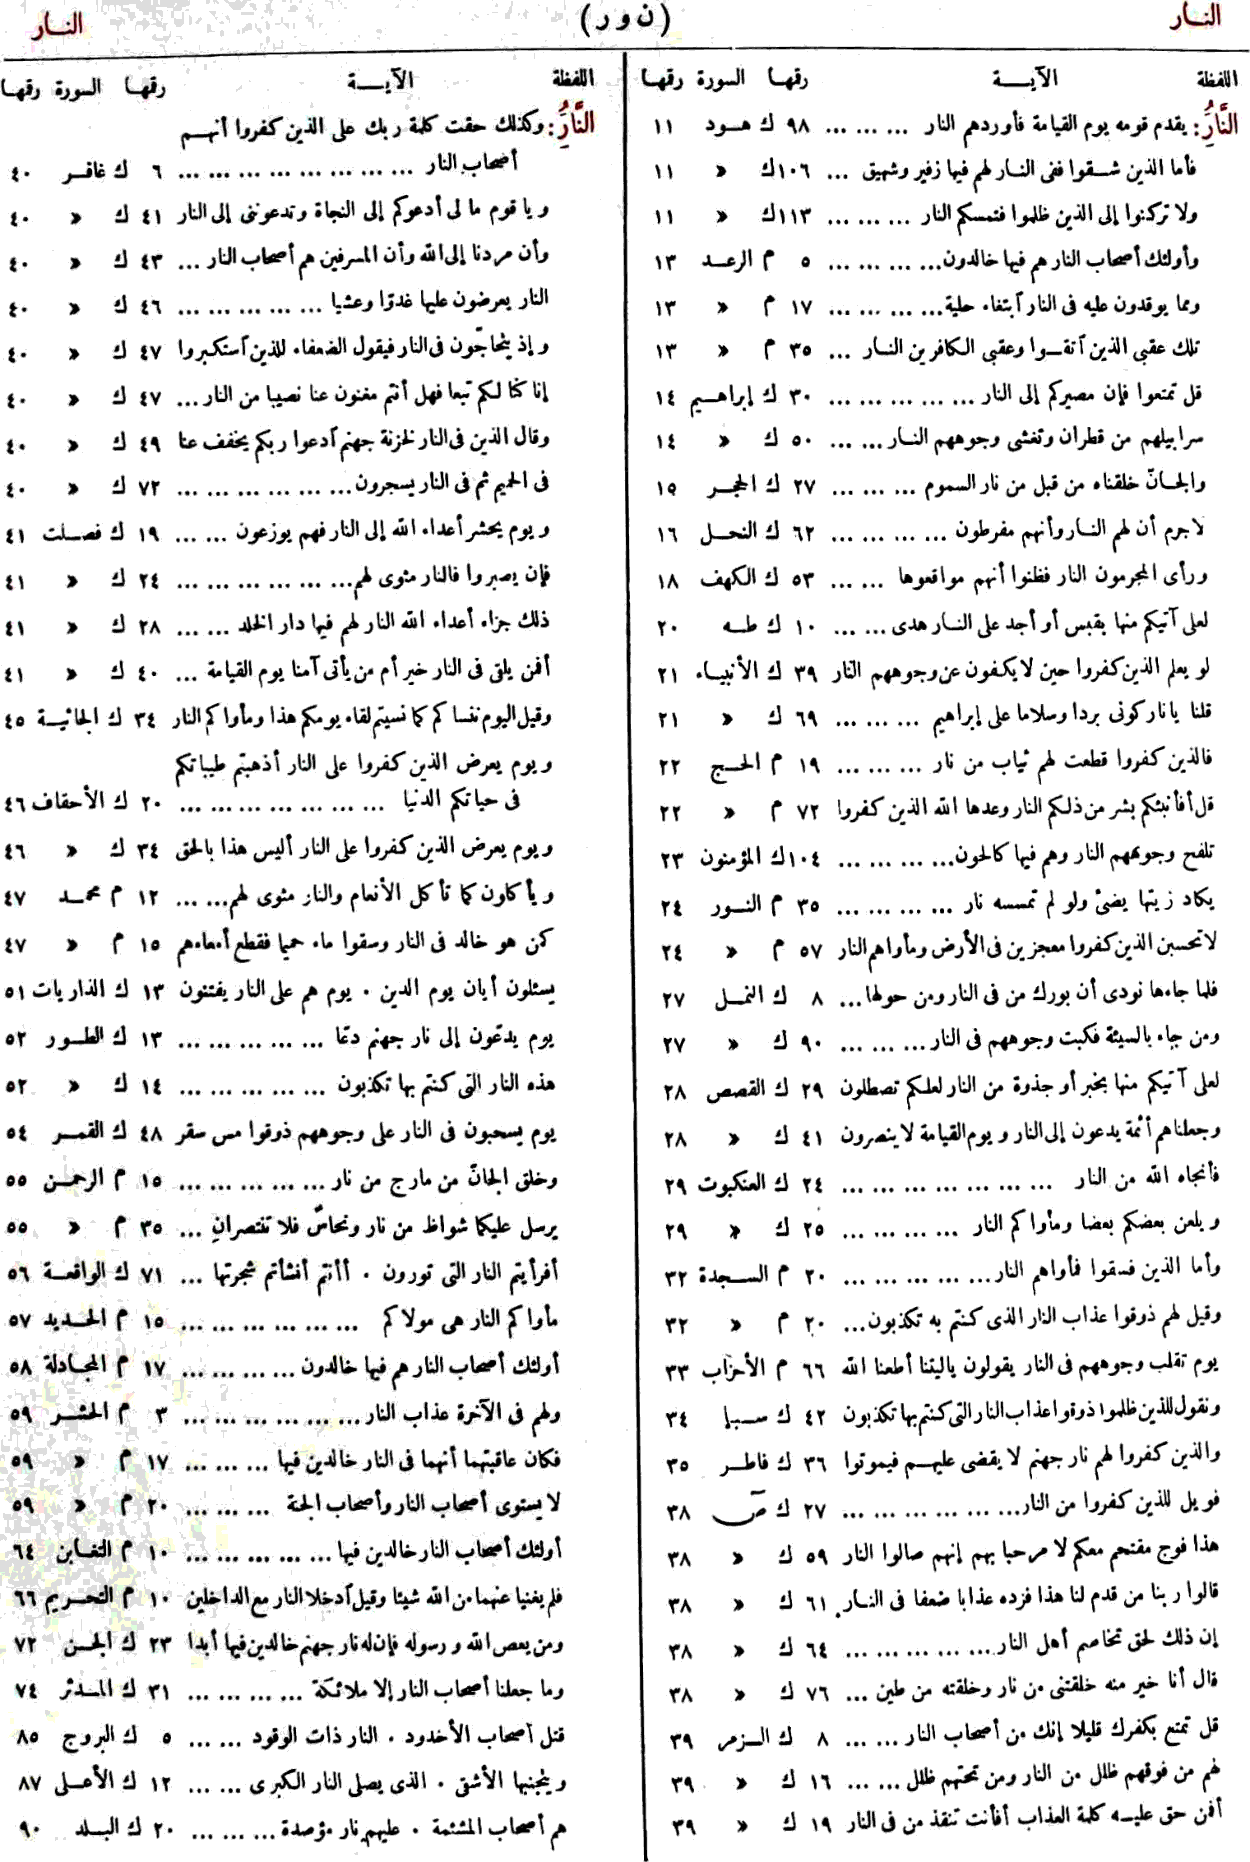 النـار
(ن و ر)
النـار
اللفظة الآيــة رقها السورة رقها
النَّارُِ: يقدم قومه يوم القيامة فأوردهم النار ... ... ... ٩٨ ك هـود ١١
فأما الذين شـقوا ففى النـار لهم فيها زفير وشهيق ... ١٠٦ك « ١١
ولا تركنوا إلى الذين ظلموا فتمسكم النار ... ... ... ١١٣ك « ١١
وأولئك أصحاب النار هم فيها خالدون... ... ... ... ٥ م الرعـد ١٣
ومما يوقدون عليه فى النار آبتغاء حلية... ... ... ... ١٧ م « ١٣
تلك عقبى الذين آتقـوا وعقبى الكافرين النـار ... ٣٥ م « ١٣
قل تمتعوا فإن مصيركم إلى النار ... ... ... ... ... ٣٠ ك إبراهـيم ١٤
سرابيلهم من قطران وتغشى وجوههم النـار ... ... ٥٠ ك « ١٤
والجـانّ خلقناه من قبل من نار السموم ... ... ... ٢٧ ك الحجـر ١٥
لاجرم أن لهم النـار وأنهم مفرطون ... ... ... ... ٦٢ ك النحـل ١٦
ورأى المجرمون النار فظنوا أنهم مواقعوها ... ... ٥٣ ك الكهف ١٨
لعلى آتيكم منها بقبس أو أجد على النـار هدى ... ... ١٠ ك طـه ٢٠
لو يعلم الذين كفروا حين لا يكفون عن وجوههم النار ٣٩ ك الأنبيـاء ٢١
قلنا يا نار كونى بردا وسلاما على إبراهيم ... ... ... ٦٩ ك « ٢١
فالذين كفروا قطعت لهم ثياب من نار ... ... ... ١٩ م الحـج ٢٢
قل أفأنبئكم بشر من ذلكم النار وعدها الله الذين كفروا ٧٢ م « ٢٢
تلفح وجوههم النار وهم فيها كالحون... ... ... ... ١٠٤ك المؤمنون ٢٣
يكاد زيتها يضىء ولو لم تمسسه نار ... ... ... ... ٣٥ م النـور ٢٤
لا تحسبن الذين كفروا معجزين فى الأرض ومأواهم النار ٥٧ م « ٢٤
فلما جاءها نودى أن بورك من فى النار ومن حولها ... ٨ ك النمـل ٢٧
ومن جاء بالسيئة فكبت وجوههم فى النار ... ... ... ٩٠ ك « ٢٧
لعلى آتيكم منها بخبر أو جذوة من النار لعلكم تصطلون ٢٩ ك القصص ٢٨
وجعلناهم أئمة يدعون إلى النار ويوم القيامة لا ينصرون ٤١ ك « ٢٨
فأنجاه الله من النار ... ... ... ... ... ... ... ... ٢٤ ك العنكبوت ٢٩
ويلعن بعضكم بعضا ومأواكم النار ... ... ... ... ٢٥ ك « ٢٩
وأما الذين فسقوا فمأواهم النار ... ... ... ... ... ٢٠ م السـجدة ٣٢
وقيل لهم ذوقوا عذاب النار الذى كنتم به تكذبون... ٢٠ م « ٣٢
يوم تقلب وجوههم فى النار يقولون ياليتنا أطعنا الله ٦٦ م الأحزاب ٣٣
ونقول للذين ظلموا ذوقوا عذاب النار التى كنتم بها تكذبون ٤٢ ك سـبإ ٣٤
والذين كفروا لهم نار جهنم لا يقضى عليهـم فيموتوا ٣٦ ك فاطـر ٣٥
فويل للذين كفروا من النار ... ... ... ... ... ... ٢٧ ك صٓ ٣٨
هذا فوج مقتحم معكم لا مرحبا بهم إنهم صالوا النار ٥٩ ك « ٣٨
قالوا ربنا من قدم لنا هذا فزده عذابا ضعفا فى النـار ٦١ ك « ٣٨
إن ذلك لحق تخاصم أهل النار ... ... ... ... ... ... ٦٤ ك « ٣٨
قال أنا خير منه خلقتنى من نار وخلقته من طين ... ٧٦ ك « ٣٨
قل تمتع بكفرك قليلا إنك من أصحاب النار ... ... ٨ ك الـزمر ٣٩
لهم من فوقهم ظلل من النار ومن تحتهم ظلل ... ... ١٦ ك « ٣٩
أفمن حق عليـه كلمة العذاب أفأنت تنقذ من فى النار ١٩ ك « ٣٩
اللفظة الآيــة رقها السورة رقها
النَّارُِ: وكذلك حقت كلمة ربك على الذين كفروا أنهـم
أصحاب النار ... ... ... ... ... ... ... ... ٦ ك غافـر ٤٠
ويا قوم ما لى أدعوكم إلى النجاة وتدعوننى إلى النار ٤١ ك « ٤٠
وأن مردنا إلى الله وأن المسرفين هم أصحاب النار ... ٤٣ ك « ٤٠
النار يعرضون عليها غدوّا وعشيا ... ... ... ... ... ٤٦ ك « ٤٠
وإذ يتحاجّون فى النار فيقول الضعفاء للذين آستكبروا ٤٧ ك « ٤٠
إنا كنا لكم تبعا فهل أنتم مغنون عنا نصيبا من النار ... ٤٧ ك « ٤٠
وقال الذين فى النار لخزنة جهنم آدعوا ربكم يخفف عنا ٤٩ ك « ٤٠
فى الحميم ثم فى النار يسجرون ... ... ... ... ... ... ٧٢ ك « ٤٠
ويوم يحشر أعداء الله إلى النار فهم يوزعون ... ... ١٩ ك فصـلت ٤١
فإن يصبروا فالنار مثوى لهم... ... ... ... ... ... ٢٤ ك « ٤١
ذلك جزاء أعداء الله النار لهم فيها دار الخلد ... ... ٢٨ ك « ٤١
أفمن يلقى فى النار خير أم من يأتى آمنا يوم القيامة ... ٤٠ ك « ٤١
وقيل اليوم ننساكم كما نسيتم لقاء يومكم هذا ومأواكم النار ٣٤ ك الجاثيـة ٤٥
ويوم يعرض الذين كفروا على النار أذهبتم طيباتكم
فى حياتكم الدنيا ... ... ... ... ... ... ... ٢٠ ك الأحقاف ٤٦
ويوم يعرض الذين كفروا على النار أليس هذا بالحق ٣٤ ك « ٤٦
ويأكلون كما تأكل الأنعام والنار مثوى لهم ... ... ١٢ م محمـد ٤٧
كمن هو خالد فى النار وسقوا ماء حميما فقطع أمعاءهم ١٥ م « ٤٧
يسئلون أيان يوم الدين . يوم هم على النار يفتنون ١٣ ك الذاريات ٥١
يوم يدعّون إلى نار جهنم دعّا ... ... ... ... ... ١٣ ك الطـور ٥٢
هذه النار التى كنتم بها تكذبون ... ... ... ... ... ١٤ ك « ٥٢
يوم يسحبون فى النار على وجوههم ذوقوا مس سقر ٤٨ ك القمـر ٥٤
وخلق الجانّ من مارج من نار ... ... ... ... ... ١٥ م الرحمـن ٥٥
يرسل عليكما شواظ من نار ونحاسٌ فلا تنتصرانِ ... ٣٥ م « ٥٥
أفرأيتم النار التى تورون . أأنتم أنشأتم شجرتها ... ٧١ ك الواقعـة ٥٦
مأواكم النار هى مولاكم ... ... ... ... ... ... ١٥ م الحـديد ٥٧
أولئك أصحاب النار هم فيها خالدون ... ... ... ... ١٧ م المجـادلة ٥٨
ولهم فى الآخرة عذاب النار ... ... ... ... ... ... ٣ م الحشـر ٥٩
فكان عاقبتهما أنهما فى النار خالدين فيها ... ... ... ١٧ م « ٥٩
لا يستوى أصحاب النار وأصحاب الجنة ... ... ... ٢٠ م « ٥٩
أولئك أصحاب النار خالدين فيها ... ... ... ... ... ١٠ م التغـابن ٦٤
فلم يغنيا عنهما من الله شيئا وقيل آدخلا النار مع الداخلين ١٠ م التحـريم ٦٦
ومن يعص الله ورسوله فإن له نار جهنم خالدين فيها أبدا ٢٣ ك الجـن ٧٢
وما جعلنا أصحاب النار إلا ملائكة ... ... ... ... ٣١ ك المـدثر ٧٤
قتل أصحاب الأخدود . النار ذات الوقود ... ... ٥ ك البروج ٨٥
ويتجنبها الأشقى . الذى يصلى النار الكبرى ... ... ١٢ ك الأعـلى ٨٧
هم أصحاب المشئمة . عليهم نار مؤصدة ... ... ... ٢٠ ك البـلد ٩٠